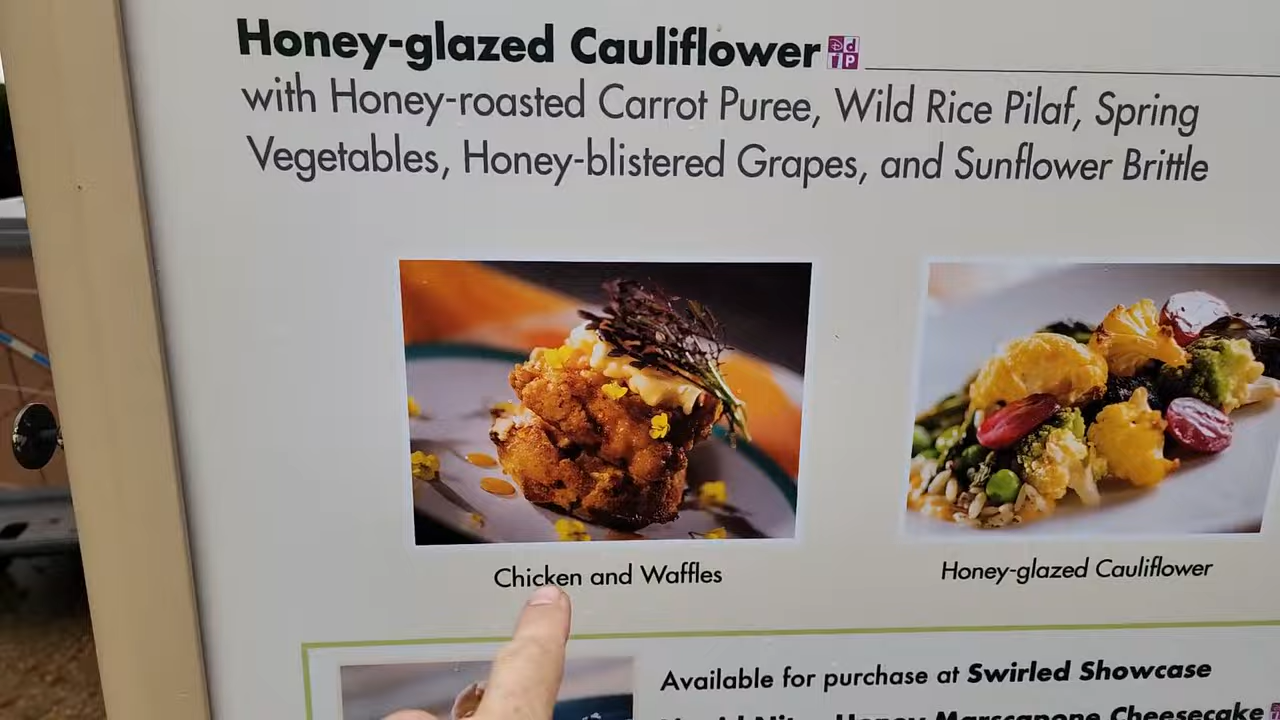 Honey-glazed Cauliflower
with Honey-roasted Carrot Puree, Wild Rice Pilaf, Spring
Vegetables, Honey-blistered Grapes, and Sunflower Brittle
Chicken and Waffles
Honey-glazed Cauliflower
Available for purchase at Swirled Showcase
Honey Marscapone Cheesecake